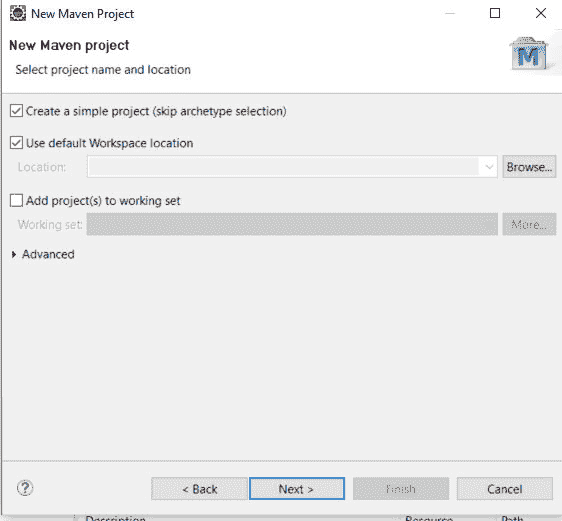 New Maven Project
New Maven project
Select project name and location
M
Create a simple project (skip archetype selection)
Use default Workspace location
Location:
Browse...
Add project(s) to working set
Working set:
More...
Advanced
?
< Back
Next >
Finish
Cancel
Description
Resource
Path